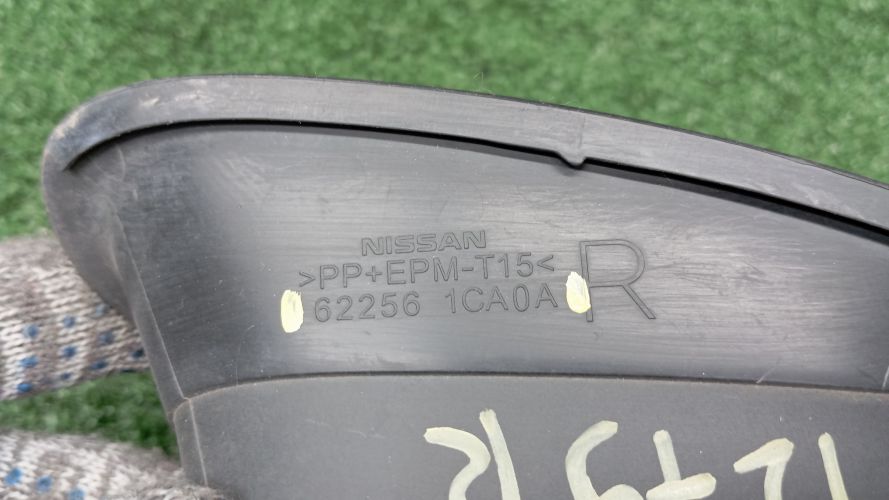 NISSAN
>PP+EPM-T15<
62256 1CA0A
R